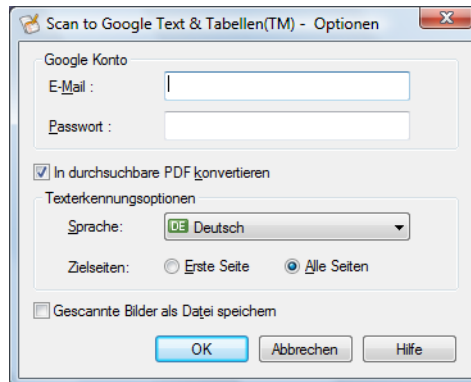 Scan to Google Text & Tabellen(TM) - Optionen
Google Konto
E-Mail :
Passwort :
In durchsuchbare PDF konvertieren
Texterkennungsoptionen
Sprache: DE Deutsch
Zielseiten: Erste Seite Alle Seiten
Gescannte Bilder als Datei speichern
OK Abbrechen Hilfe